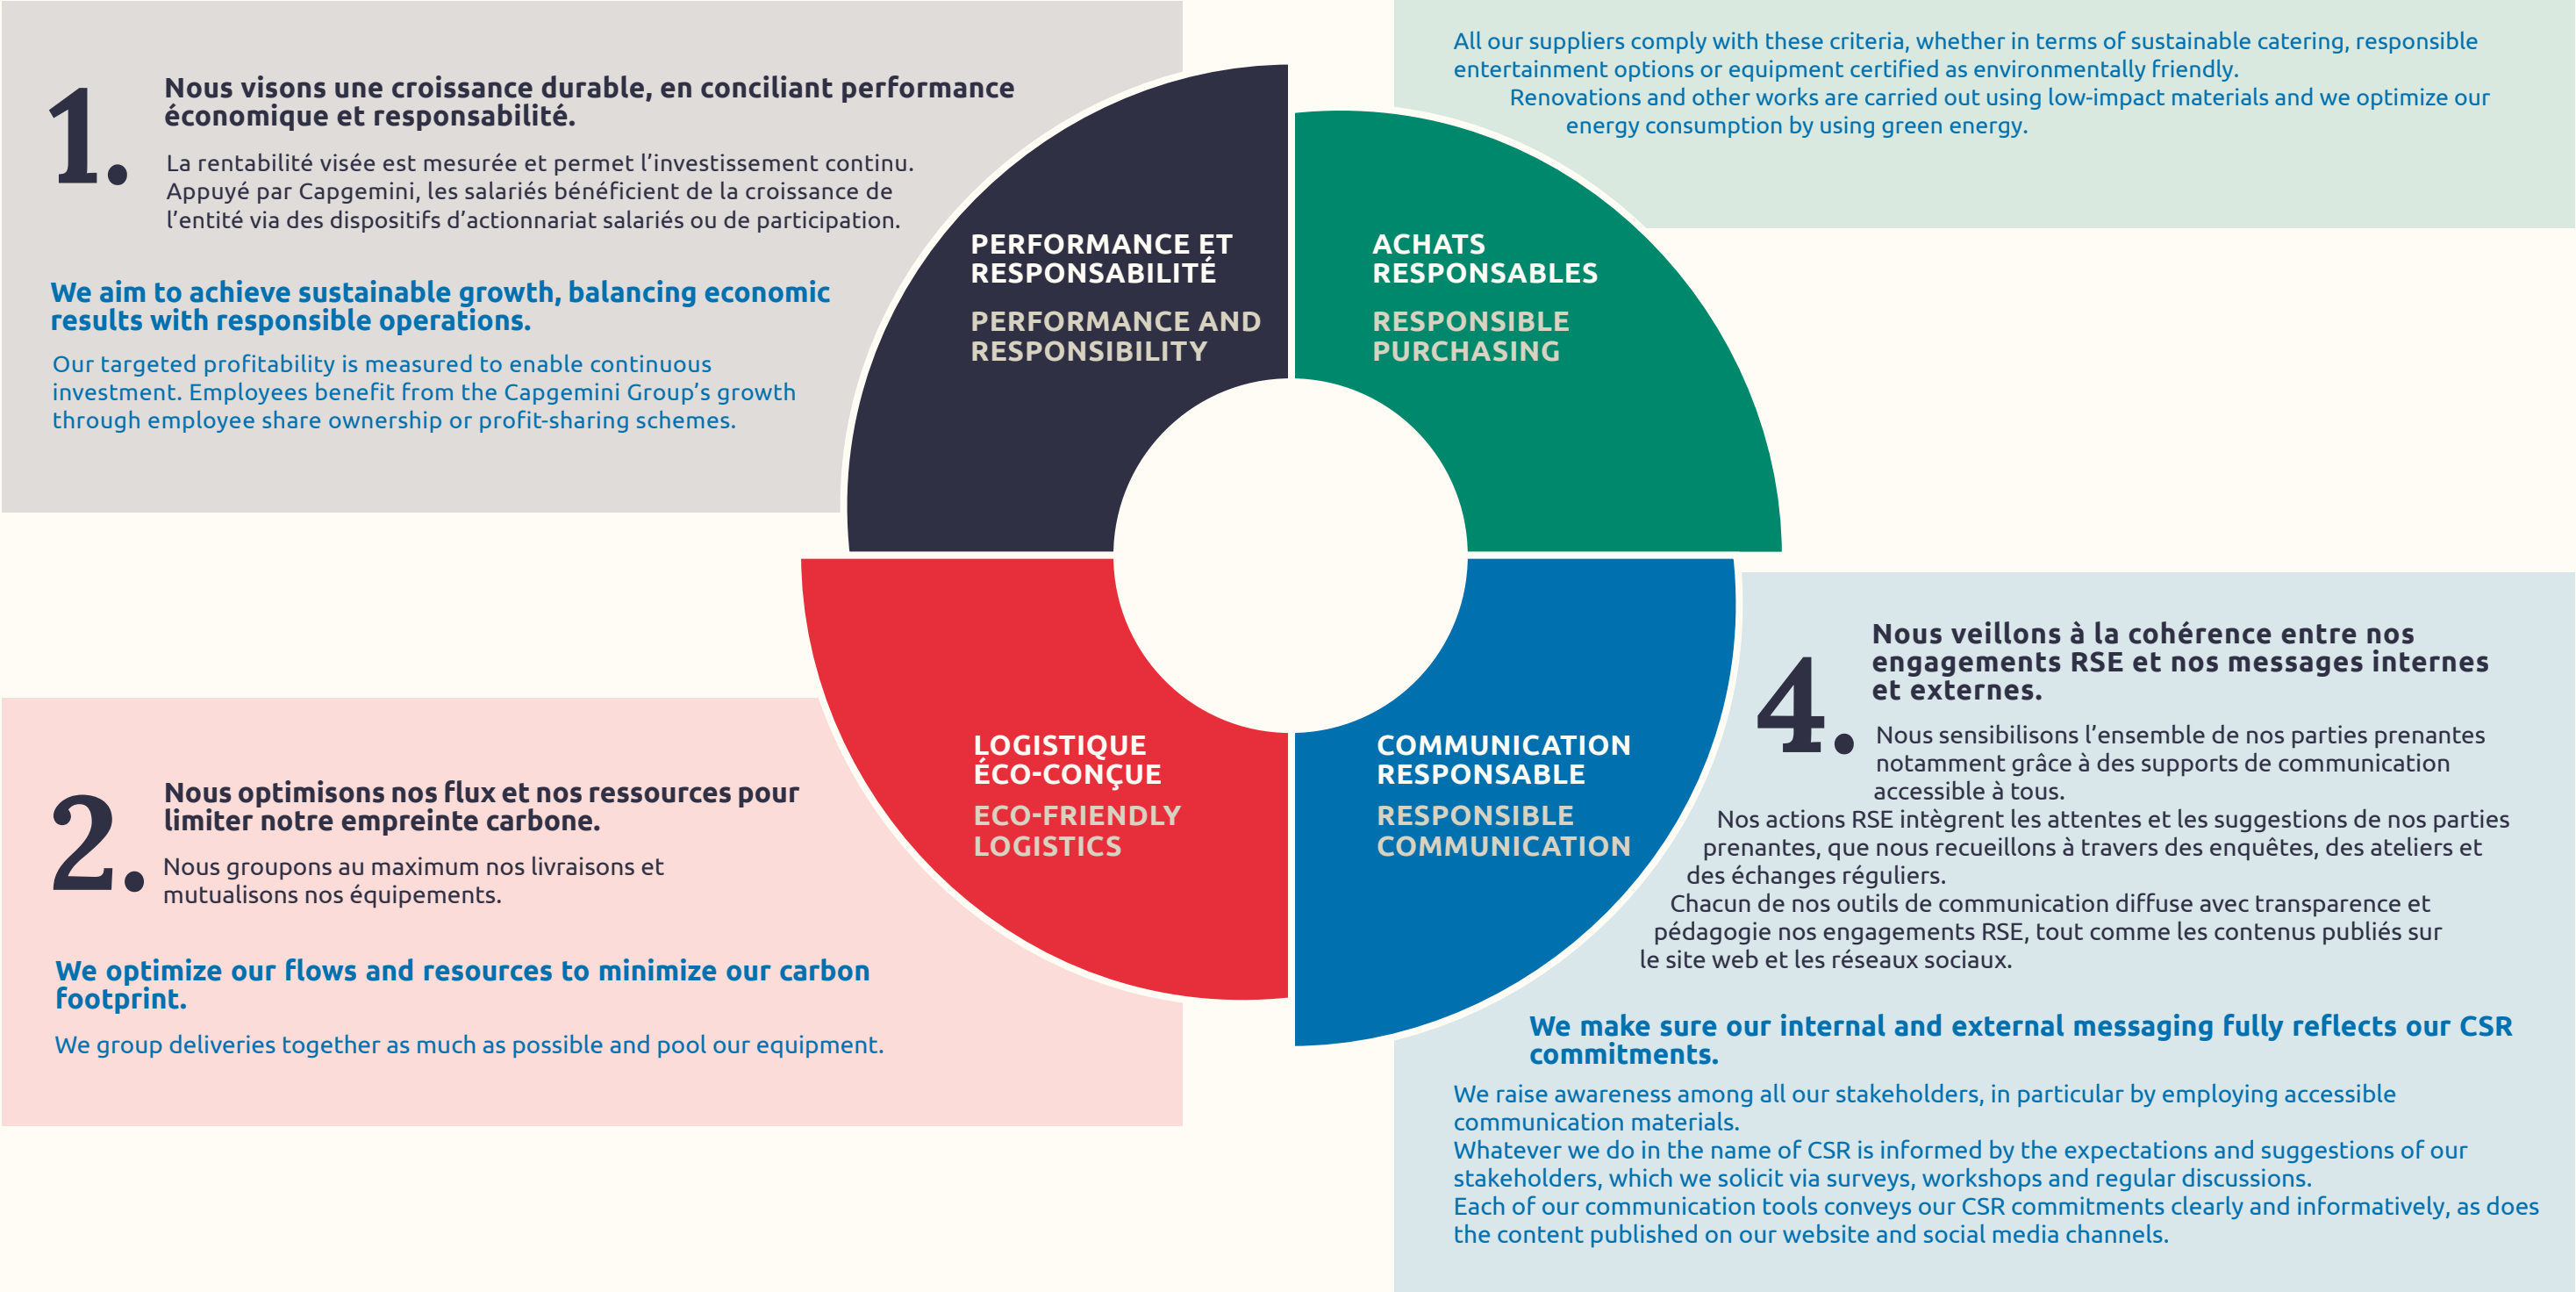 1.
Nous visons une croissance durable, en conciliant performance
économique et responsabilité.
La rentabilité visée est mesurée et permet l’investissement continu.
Appuyé par Capgemini, les salariés bénéficient de la croissance de
l’entité via des dispositifs d’actionnariat salariés ou de participation.
We aim to achieve sustainable growth, balancing economic
results with responsible operations.
Our targeted profitability is measured to enable continuous
investment. Employees benefit from the Capgemini Group’s growth
through employee share ownership or profit-sharing schemes.
PERFORMANCE ET
RESPONSABILITÉ
PERFORMANCE AND
RESPONSIBILITY
All our suppliers comply with these criteria, whether in terms of sustainable catering, responsible
entertainment options or equipment certified as environmentally friendly.
Renovations and other works are carried out using low-impact materials and we optimize our
energy consumption by using green energy.
ACHATS
RESPONSABLES
RESPONSIBLE
PURCHASING
2.
Nous optimisons nos flux et nos ressources pour
limiter notre empreinte carbone.
Nous groupons au maximum nos livraisons et
mutualisons nos équipements.
We optimize our flows and resources to minimize our carbon
footprint.
We group deliveries together as much as possible and pool our equipment.
LOGISTIQUE
ÉCO-CONÇUE
ECO-FRIENDLY
LOGISTICS
COMMUNICATION
RESPONSABLE
RESPONSIBLE
COMMUNICATION
4.
Nous veillons à la cohérence entre nos
engagements RSE et nos messages internes
et externes.
Nous sensibilisons l’ensemble de nos parties prenantes
notamment grâce à des supports de communication
accessible à tous.
Nos actions RSE intègrent les attentes et les suggestions de nos parties
prenantes, que nous recueillons à travers des enquêtes, des ateliers et
des échanges réguliers.
Chacun de nos outils de communication diffuse avec transparence et
pédagogie nos engagements RSE, tout comme les contenus publiés sur
le site web et les réseaux sociaux.
We make sure our internal and external messaging fully reflects our CSR
commitments.
We raise awareness among all our stakeholders, in particular by employing accessible
communication materials.
Whatever we do in the name of CSR is informed by the expectations and suggestions of our
stakeholders, which we solicit via surveys, workshops and regular discussions.
Each of our communication tools conveys our CSR commitments clearly and informatively, as does
the content published on our website and social media channels.